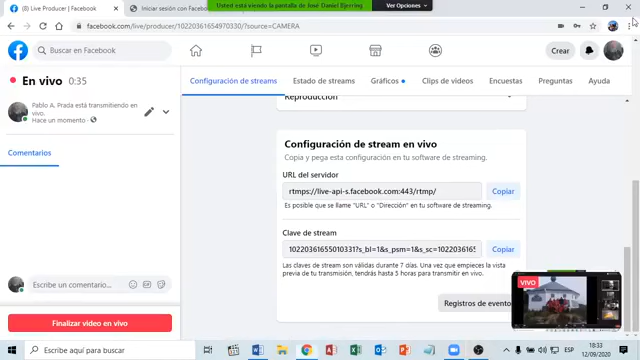 (8) Live Producer | Facebook
Iniciar sesión con Facebook
Usted está viendo la pantalla de José Daniel Bjerring
Ver Opciones
facebook.com/live/producer/10220361654970330/?source=CAMERA
Buscar en Facebook
Crear
En vivo 0:35
Configuración de streams
Estado de streams
Gráficos
Clips de videos
Encuestas
Preguntas
Ayuda
Pablo A. Prada está transmitiendo en
vivo.
Hace un momento ·
Reproducción
Comentarios
Configuración de stream en vivo
Copia y pega esta configuración en tu software de streaming.
URL del servidor
rtmps://live-api-s.facebook.com:443/rtmp/
Copiar
Es posible que se llame "URL" o "Dirección" en tu software de streaming.
Clave de stream
10220361655010331?s_bl=1&s_psm=1&s_sc=1022036165
Copiar
Las claves de stream son válidas durante 7 días. Una vez que empieces la vista
previa de tu transmisión, tendrás hasta 5 horas para transmitir en vivo.
Escribe un comentario...
Registros de evento
VIVO
Finalizar video en vivo
Escribe aquí para buscar
ESP
18:33
12/09/2020